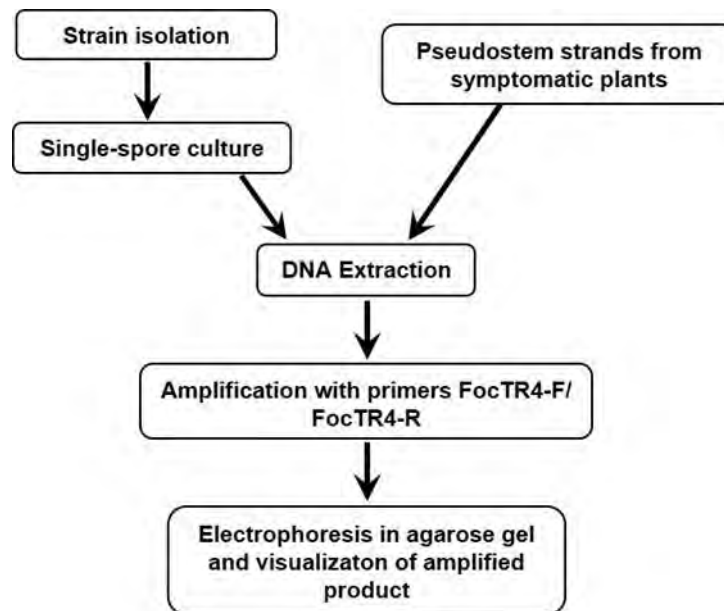 Strain isolation
Pseudostem strands from
symptomatic plants
Single-spore culture
DNA Extraction
Amplification with primers FocTR4-F/
FocTR4-R
Electrophoresis in agarose gel
and visualizaton of amplified
product